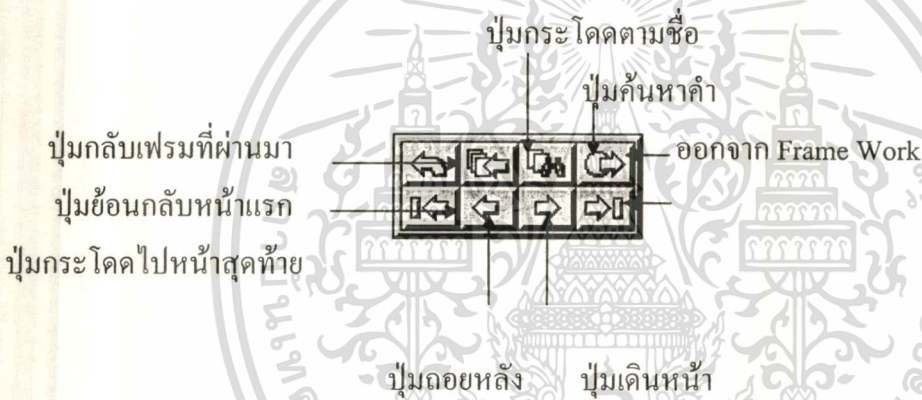 ปุ่มกระโดดตามชื่อ
ปุ่มค้นหาคำ
ปุ่มกลับเฟรมที่ผ่านมา
ออกจาก Frame Work
ปุ่มย้อนกลับหน้าแรก
ปุ่มกระโดดไปหน้าสุดท้าย
ปุ่มถอยหลัง ปุ่มเดินหน้า